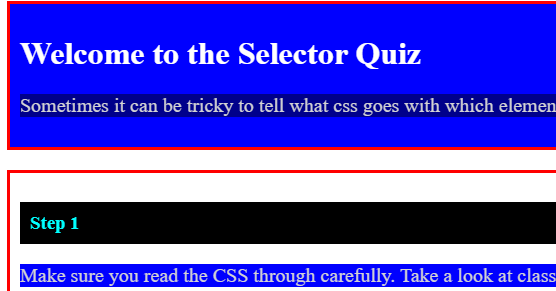 Welcome to the Selector Quiz
Sometimes it can be tricky to tell what css goes with which elemen
Step 1
Make sure you read the CSS through carefully. Take a look at class